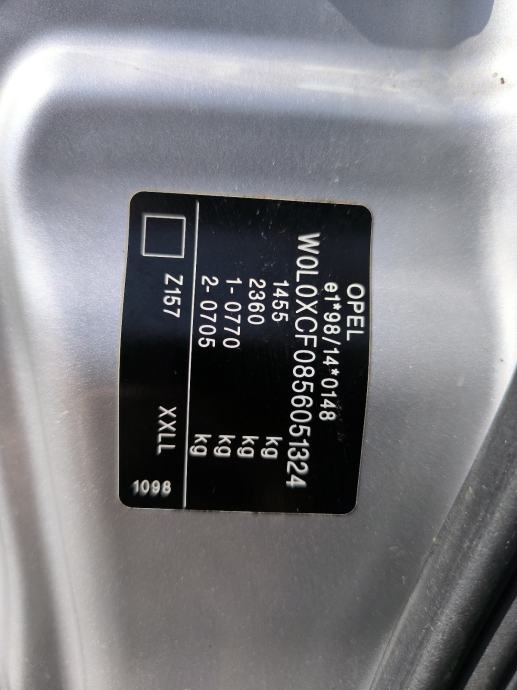 OPEL
e1*98/14*0148
W0L0XCF0856051324
1455 kg
2360 kg
1- 0770 kg
2- 0705 kg
Z157 XXLL
1098